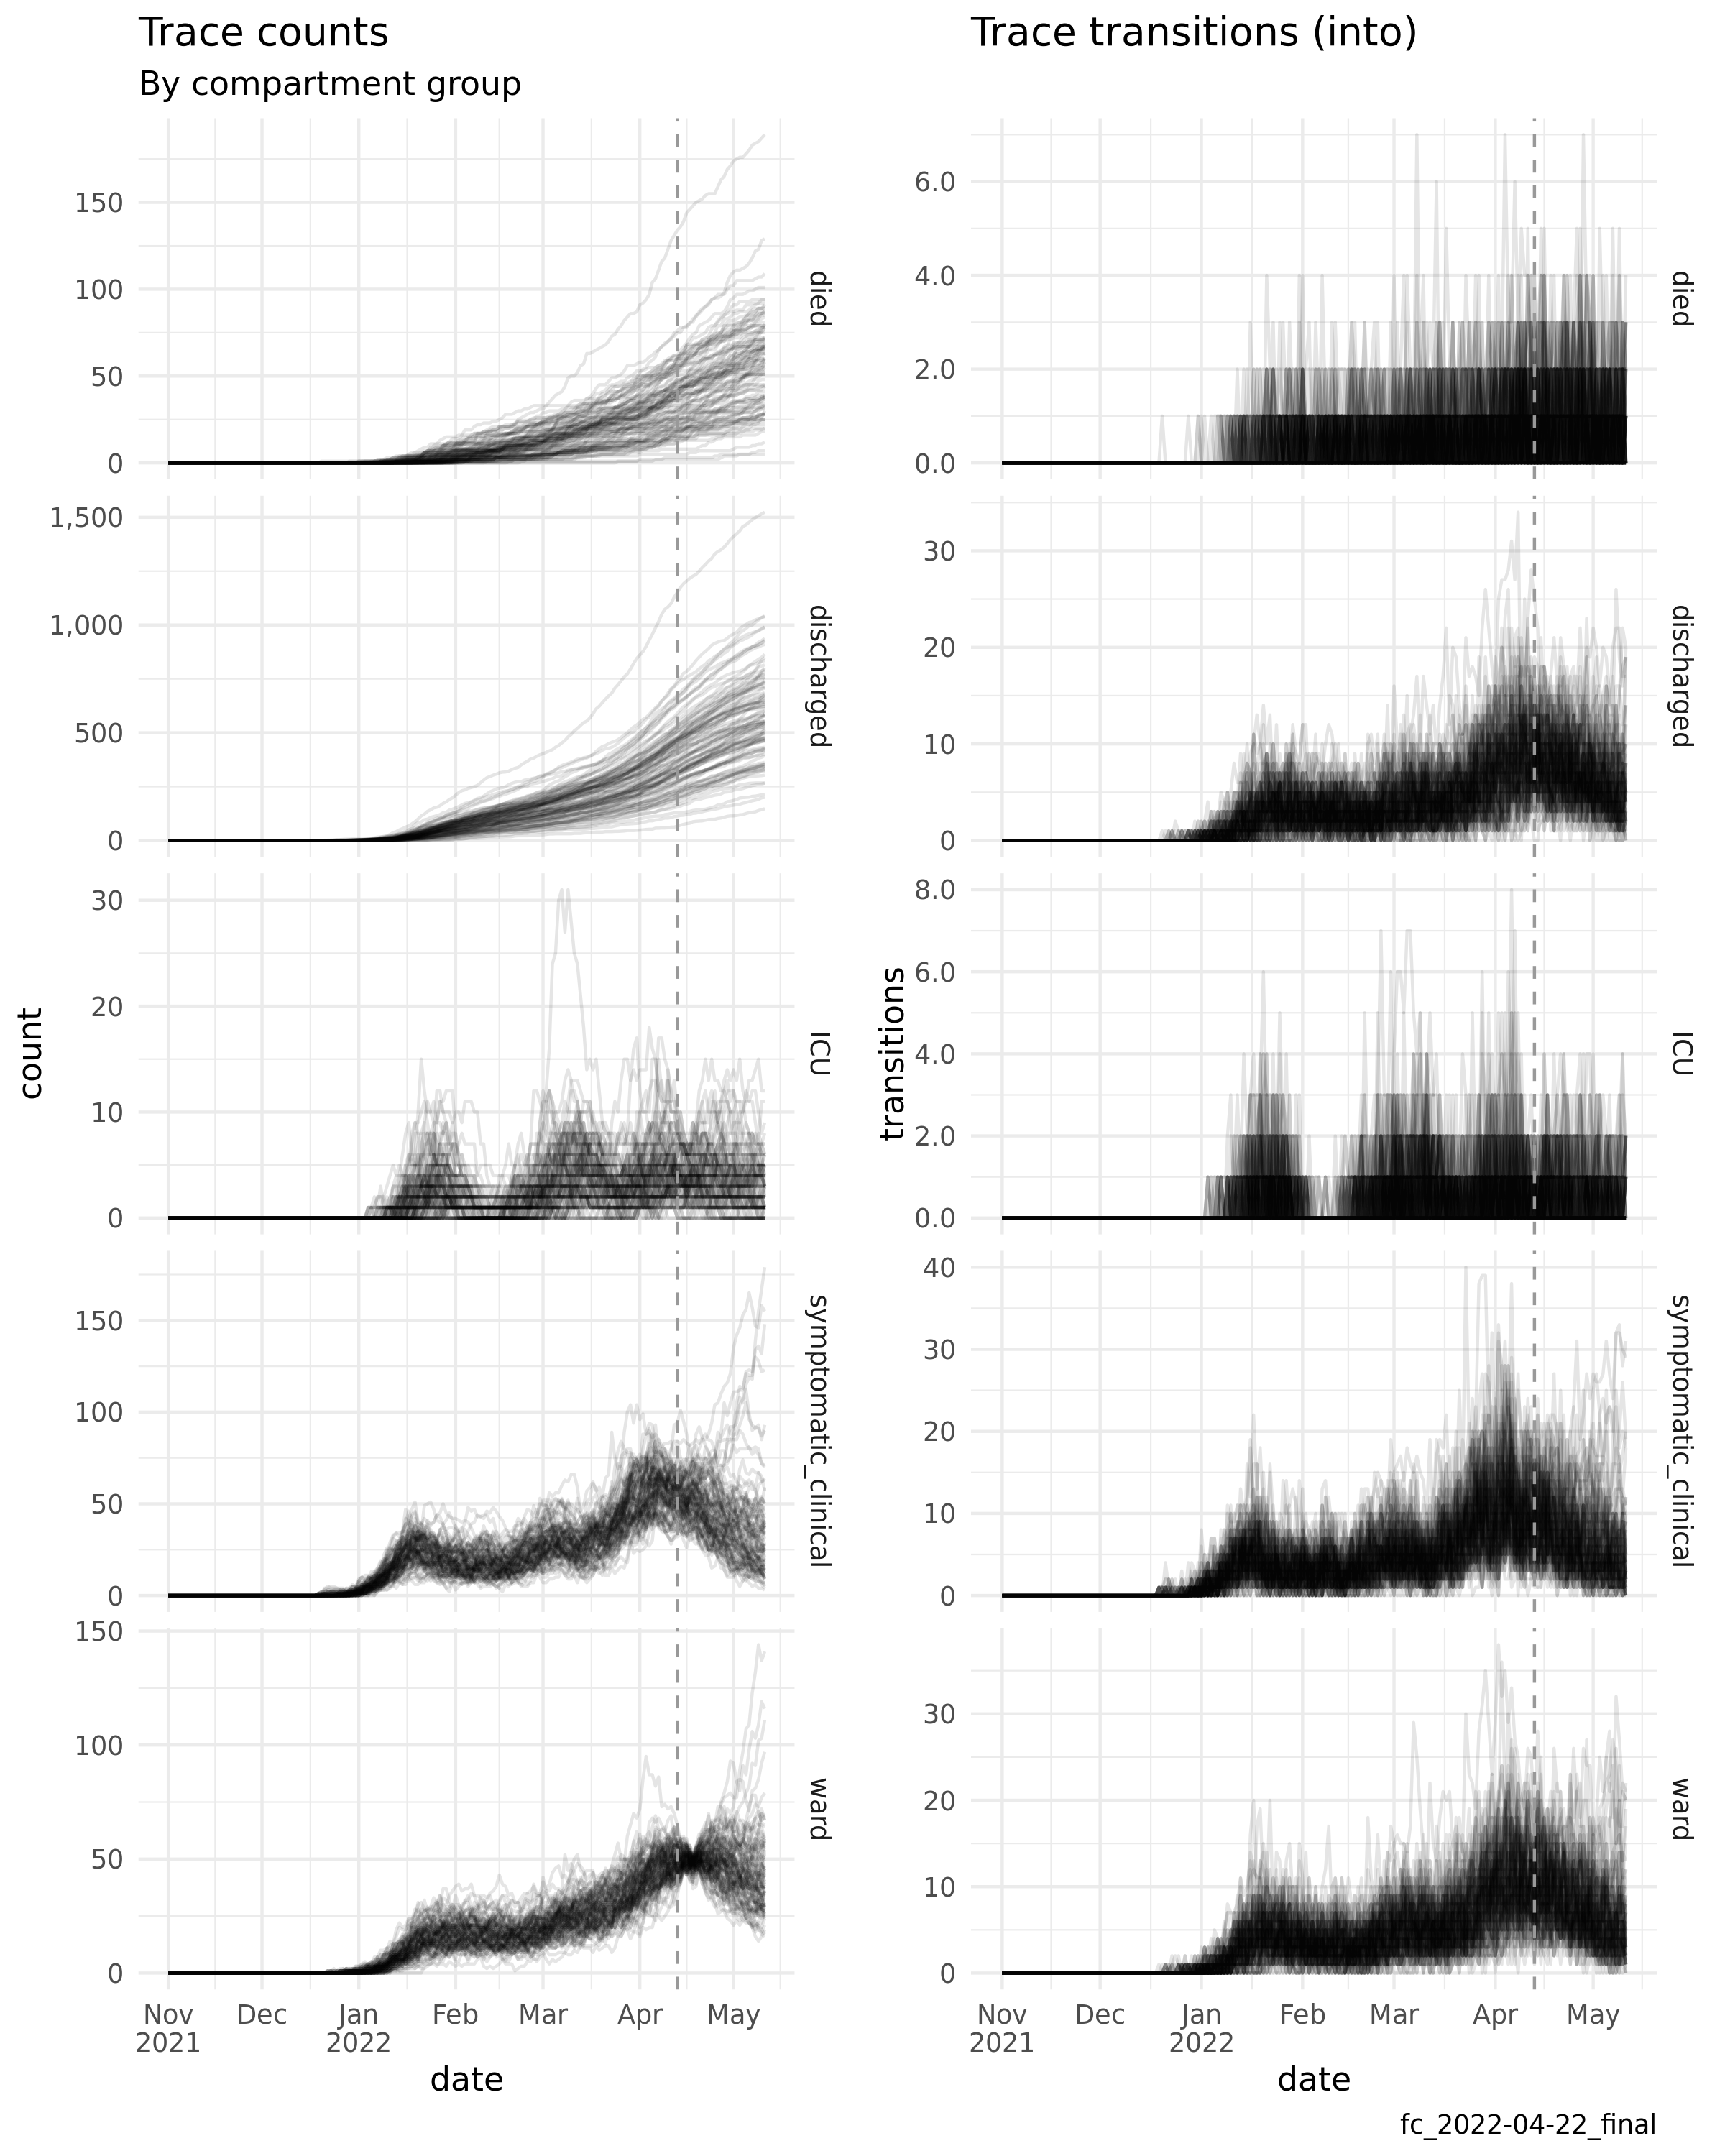 Trace counts
By compartment group
Trace transitions (into)
count
150
100
50
0
died
1,500
1,000
500
0
discharged
30
20
10
0
ICU
150
100
50
0
symptomatic_clinical
150
100
50
0
ward
Nov Dec Jan Feb Mar Apr May
2021 2022
date
transitions
6.0
4.0
2.0
0.0
died
30
20
10
0
discharged
8.0
6.0
4.0
2.0
0.0
ICU
40
30
20
10
0
symptomatic_clinical
30
20
10
0
ward
Nov Dec Jan Feb Mar Apr May
2021 2022
date
fc_2022-04-22_final